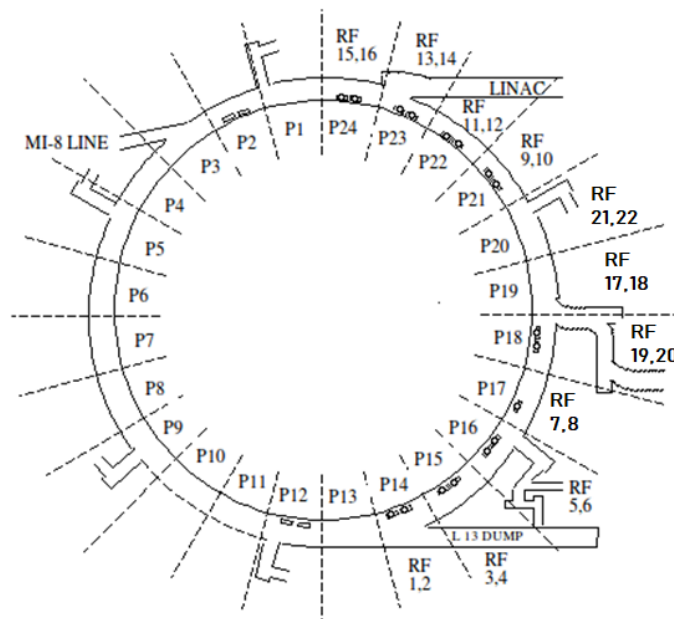 RF
15,16
RF
13,14
LINAC
RF
11,12
RF
9,10
MI-8 LINE
RF
21,22
RF
17,18
RF
19,20
RF
7,8
RF
5,6
L 13 DUMP
RF
3,4
RF
1,2
P1
P2
P3
P4
P5
P6
P7
P8
P9
P10
P11
P12
P13
P14
P15
P16
P17
P18
P19
P20
P21
P22
P23
P24